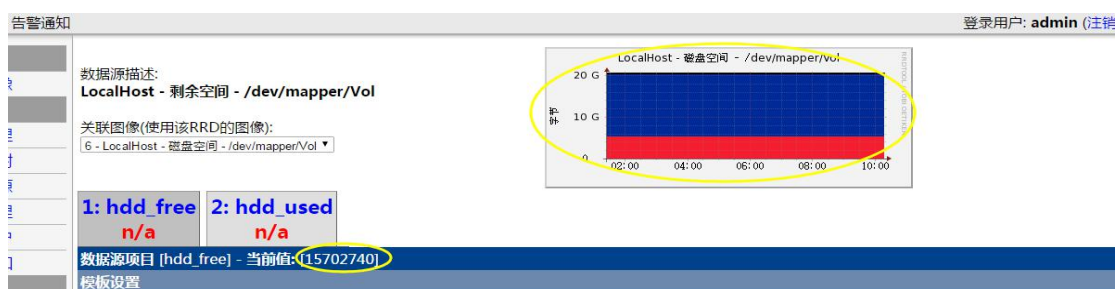 告警通知
登录用户: admin (注销
数据源描述:
LocalHost - 剩余空间 - /dev/mapper/Vol
关联图像(使用该RRD的图像):
6 - LocalHost - 磁盘空间 - /dev/mapper/Vol ▼
LocalHost - 磁盘空间 - /dev/mapper/Vol
20 G
10 G
0
字节
02:00 04:00 06:00 08:00 10:00
1: hdd_free
n/a
2: hdd_used
n/a
数据源项目 [hdd_free] - 当前值: [15702740]
模板设置